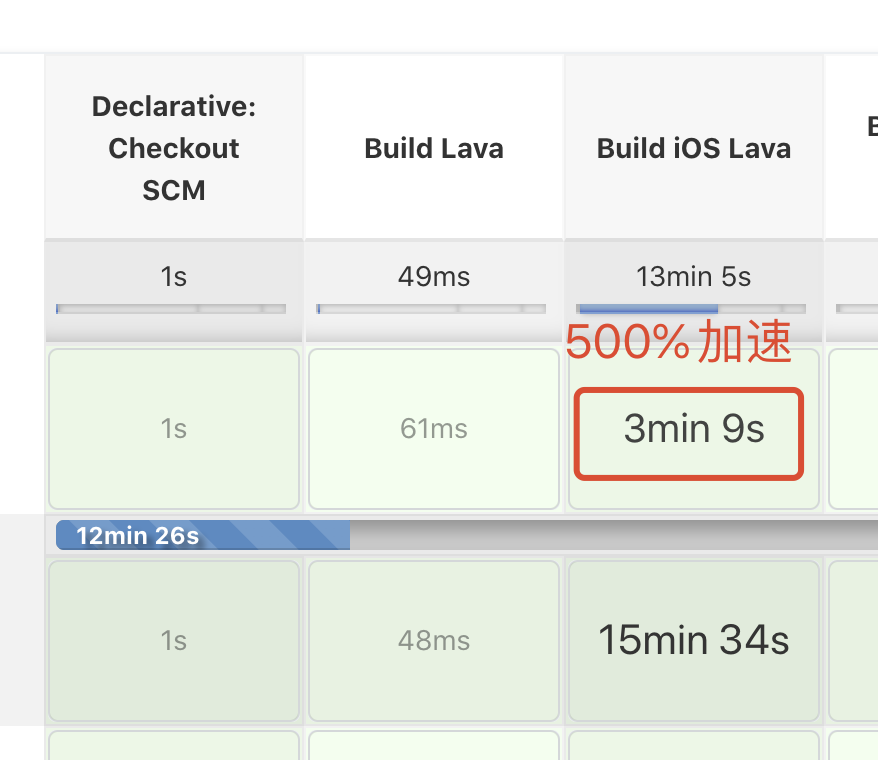 Declarative:
Checkout
SCM
Build Lava
Build iOS Lava
1s
49ms
13min 5s
500%加速
1s
61ms
3min 9s
12min 26s
1s
48ms
15min 34s